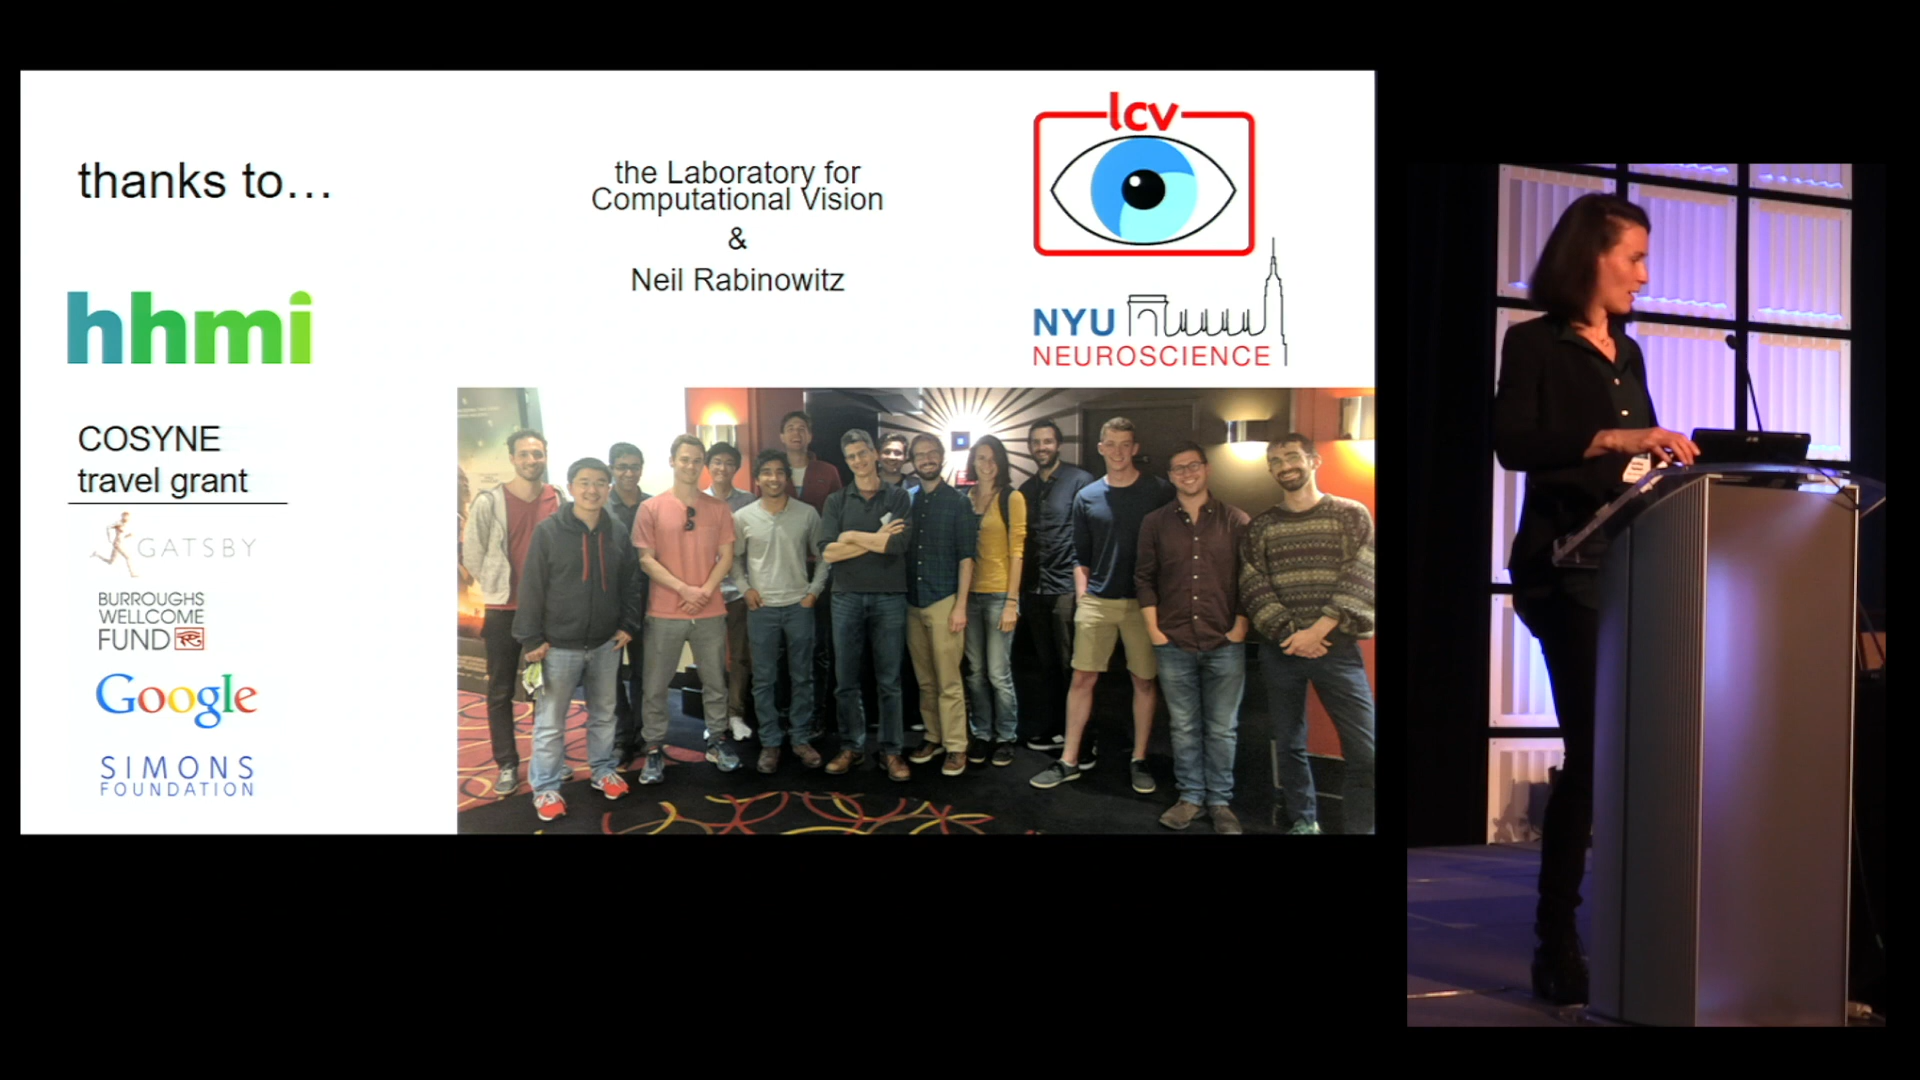 thanks to…
the Laboratory for
Computational Vision
&
Neil Rabinowitz
lcv
NYU
NEUROSCIENCE
hhmi
COSYNE
travel grant
GATSBY
BURROUGHS
WELLCOME
FUND
Google
SIMONS
FOUNDATION